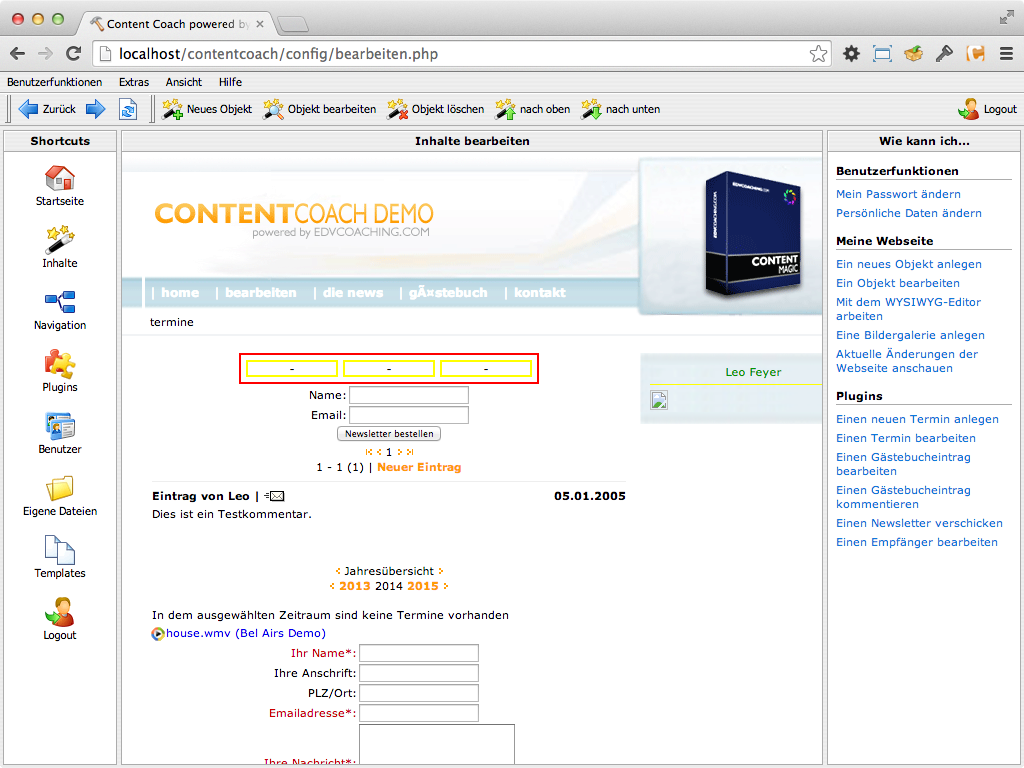 Content Coach powered by
localhost/contentcoach/config/bearbeiten.php
Benutzerfunktionen Extras Ansicht Hilfe
Zurück Neues Objekt Objekt bearbeiten Objekt löschen nach oben nach unten Logout
Shortcuts
Startseite
Inhalte
Navigation
Plugins
Benutzer
Eigene Dateien
Templates
Logout
Inhalte bearbeiten
CONTENTCOACH DEMO
powered by EDVCOACHING.COM
EDVCOACHING.COM
EDVCOACHING.COM
CONTENT
MAGIC
| home | bearbeiten | die news | gÃ¤stebuch | kontakt
termine
- - -
Name:
Email:
Newsletter bestellen
1
1 - 1 (1) | Neuer Eintrag
Eintrag von Leo | 05.01.2005
Dies ist ein Testkommentar.
Jahresübersicht
2013 2014 2015
In dem ausgewählten Zeitraum sind keine Termine vorhanden
house.wmv (Bel Airs Demo)
Ihr Name*:
Ihre Anschrift:
PLZ/Ort:
Emailadresse*:
Ihre Nachricht*:
Leo Feyer
Wie kann ich...
Benutzerfunktionen
Mein Passwort ändern
Persönliche Daten ändern
Meine Webseite
Ein neues Objekt anlegen
Ein Objekt bearbeiten
Mit dem WYSIWYG-Editor
arbeiten
Eine Bildergalerie anlegen
Aktuelle Änderungen der
Webseite anschauen
Plugins
Einen neuen Termin anlegen
Einen Termin bearbeiten
Einen Gästebucheintrag
bearbeiten
Einen Gästebucheintrag
kommentieren
Einen Newsletter verschicken
Einen Empfänger bearbeiten